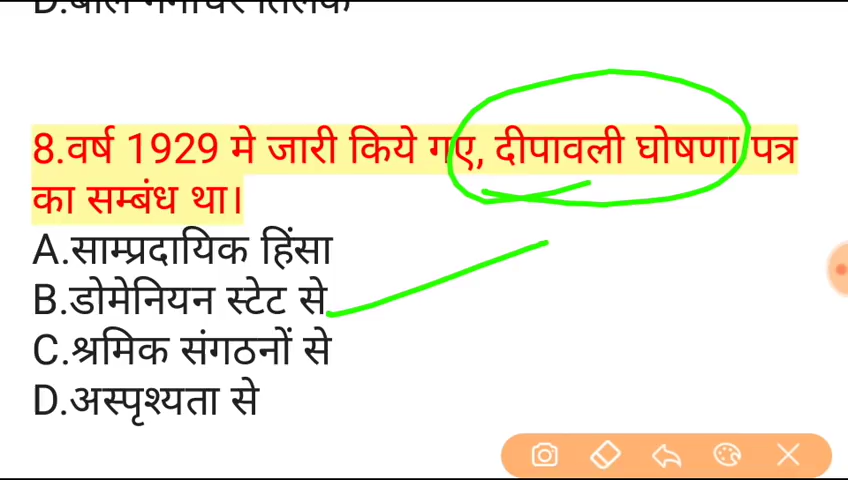 8.वर्ष 1929 मे जारी किये गए, दीपावली घोषणा पत्र
का सम्बंध था।
A.साम्प्रदायिक हिंसा
B.डोमेनियन स्टेट से
C.श्रमिक संगठनों से
D.अस्पृश्यता से